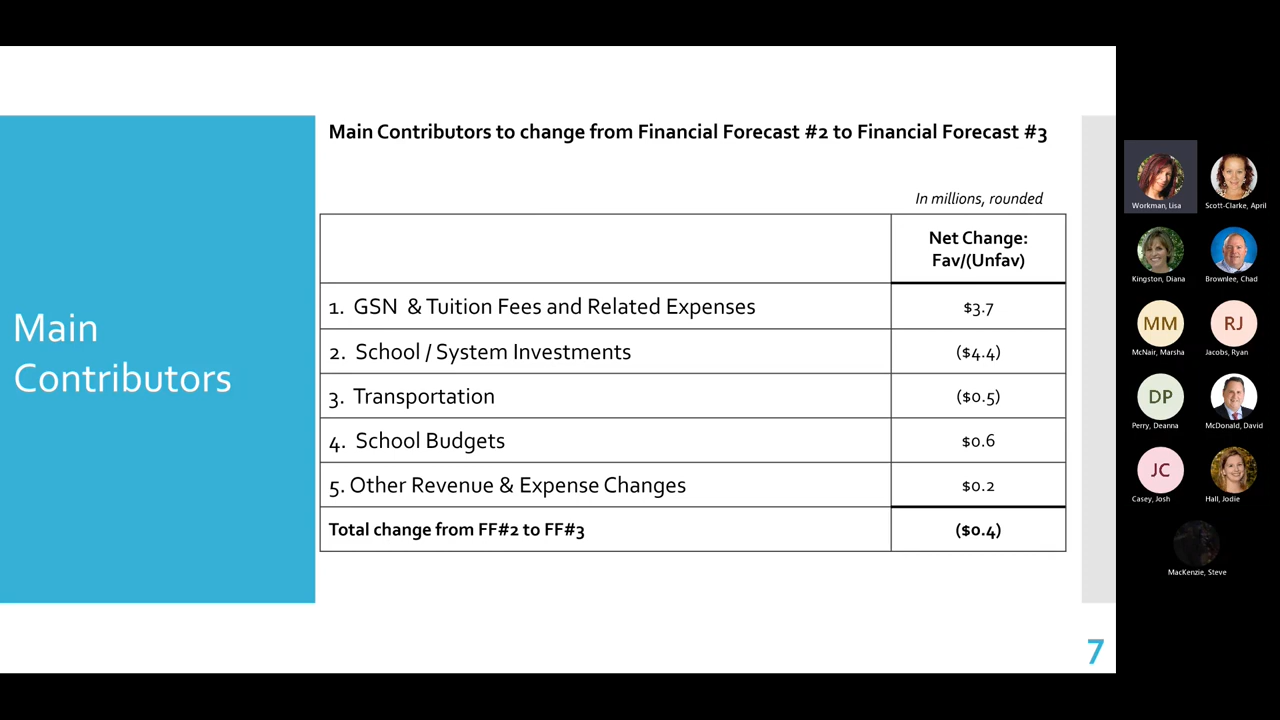 Main
Contributors
Main Contributors to change from Financial Forecast #2 to Financial Forecast #3
In millions, rounded
Net Change:
Fav/(Unfav)
1. GSN & Tuition Fees and Related Expenses
$3.7
2. School / System Investments
($4.4)
3. Transportation
($0.5)
4. School Budgets
$0.6
5. Other Revenue & Expense Changes
$0.2
Total change from FF#2 to FF#3
($0.4)
7
Workman, Lisa
Scott-Clarke, April
Kingston, Diana
Brownlee, Chad
MM
RJ
McNair, Marsha
Jacobs, Ryan
DP
Perry, Deanna
McDonald, David
JC
Casey, Josh
Hall, Jodie
MacKenzie, Steve